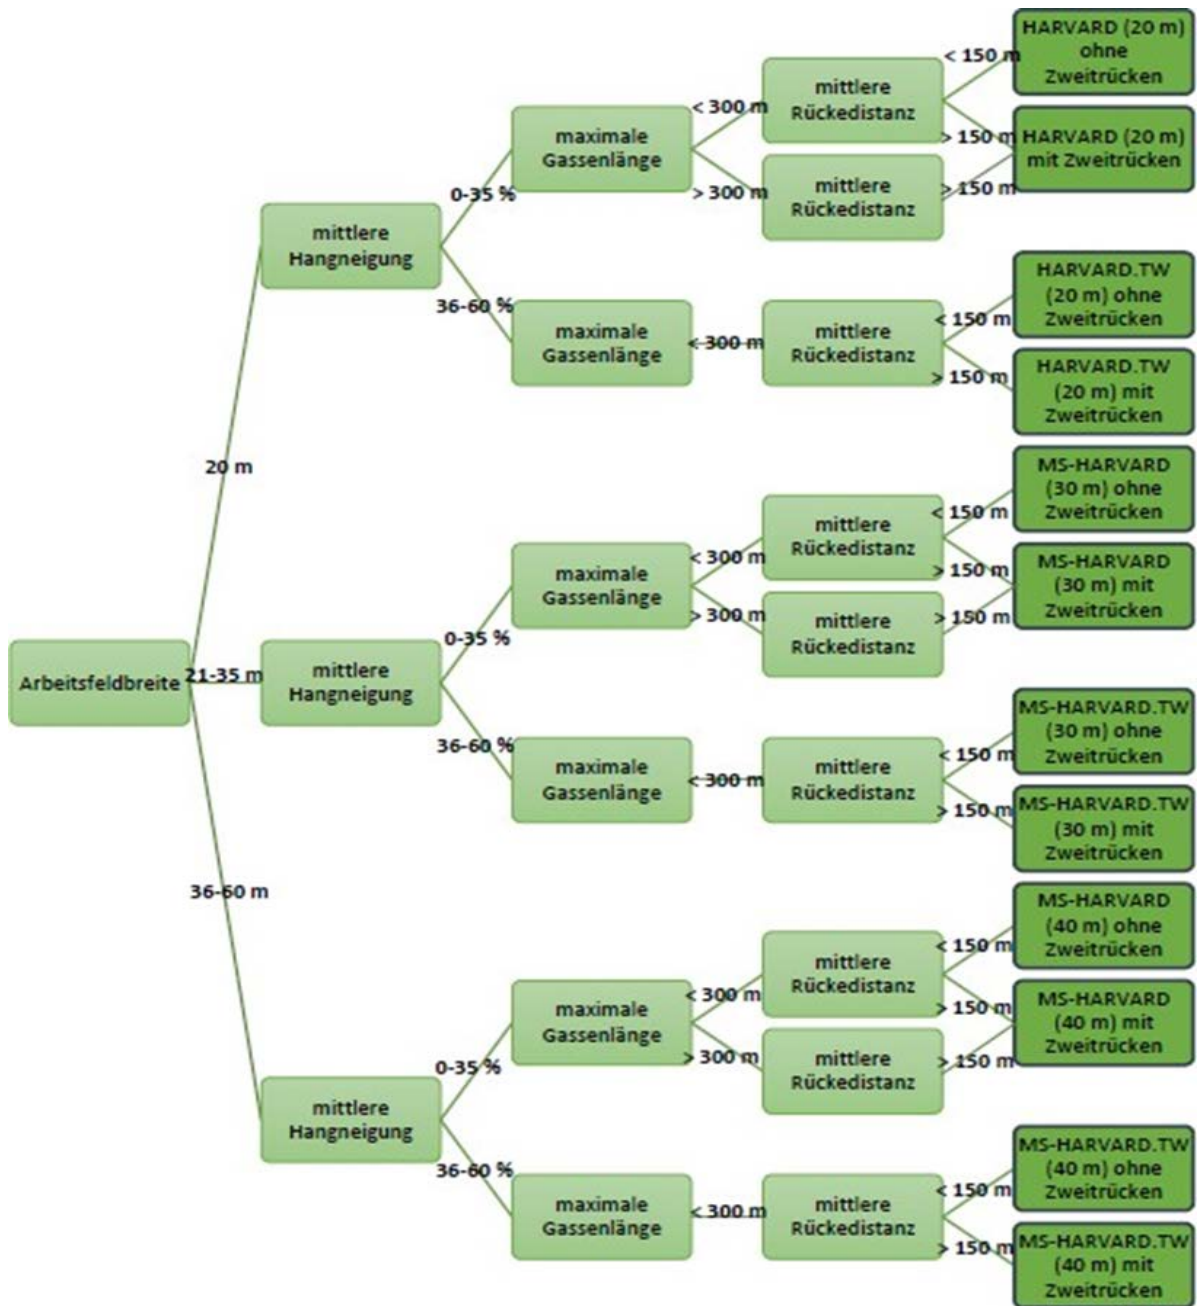 Arbeitsfeldbreite
20 m
21-35 m
36-60 m
mittlere
Hangneigung
0-35 %
36-60 %
maximale
Gassenlänge
< 300 m
> 300 m
mittlere
Rückedistanz
< 150 m
> 150 m
mittlere
Rückedistanz
> 150 m
HARVARD (20 m)
ohne
Zweitrücken
HARVARD (20 m)
mit Zweitrücken
maximale
Gassenlänge
< 300 m
mittlere
Rückedistanz
< 150 m
> 150 m
HARVARD.TW
(20 m) ohne
Zweitrücken
HARVARD.TW
(20 m) mit
Zweitrücken
mittlere
Hangneigung
0-35 %
36-60 %
maximale
Gassenlänge
< 300 m
> 300 m
mittlere
Rückedistanz
< 150 m
> 150 m
mittlere
Rückedistanz
> 150 m
MS-HARVARD
(30 m) ohne
Zweitrücken
MS-HARVARD
(30 m) mit
Zweitrücken
maximale
Gassenlänge
< 300 m
mittlere
Rückedistanz
< 150 m
> 150 m
MS-HARVARD.TW
(30 m) ohne
Zweitrücken
MS-HARVARD.TW
(30 m) mit
Zweitrücken
mittlere
Hangneigung
0-35 %
36-60 %
maximale
Gassenlänge
< 300 m
> 300 m
mittlere
Rückedistanz
< 150 m
> 150 m
mittlere
Rückedistanz
> 150 m
MS-HARVARD
(40 m) ohne
Zweitrücken
MS-HARVARD
(40 m) mit
Zweitrücken
maximale
Gassenlänge
< 300 m
mittlere
Rückedistanz
< 150 m
> 150 m
MS-HARVARD.TW
(40 m) ohne
Zweitrücken
MS-HARVARD.TW
(40 m) mit
Zweitrücken